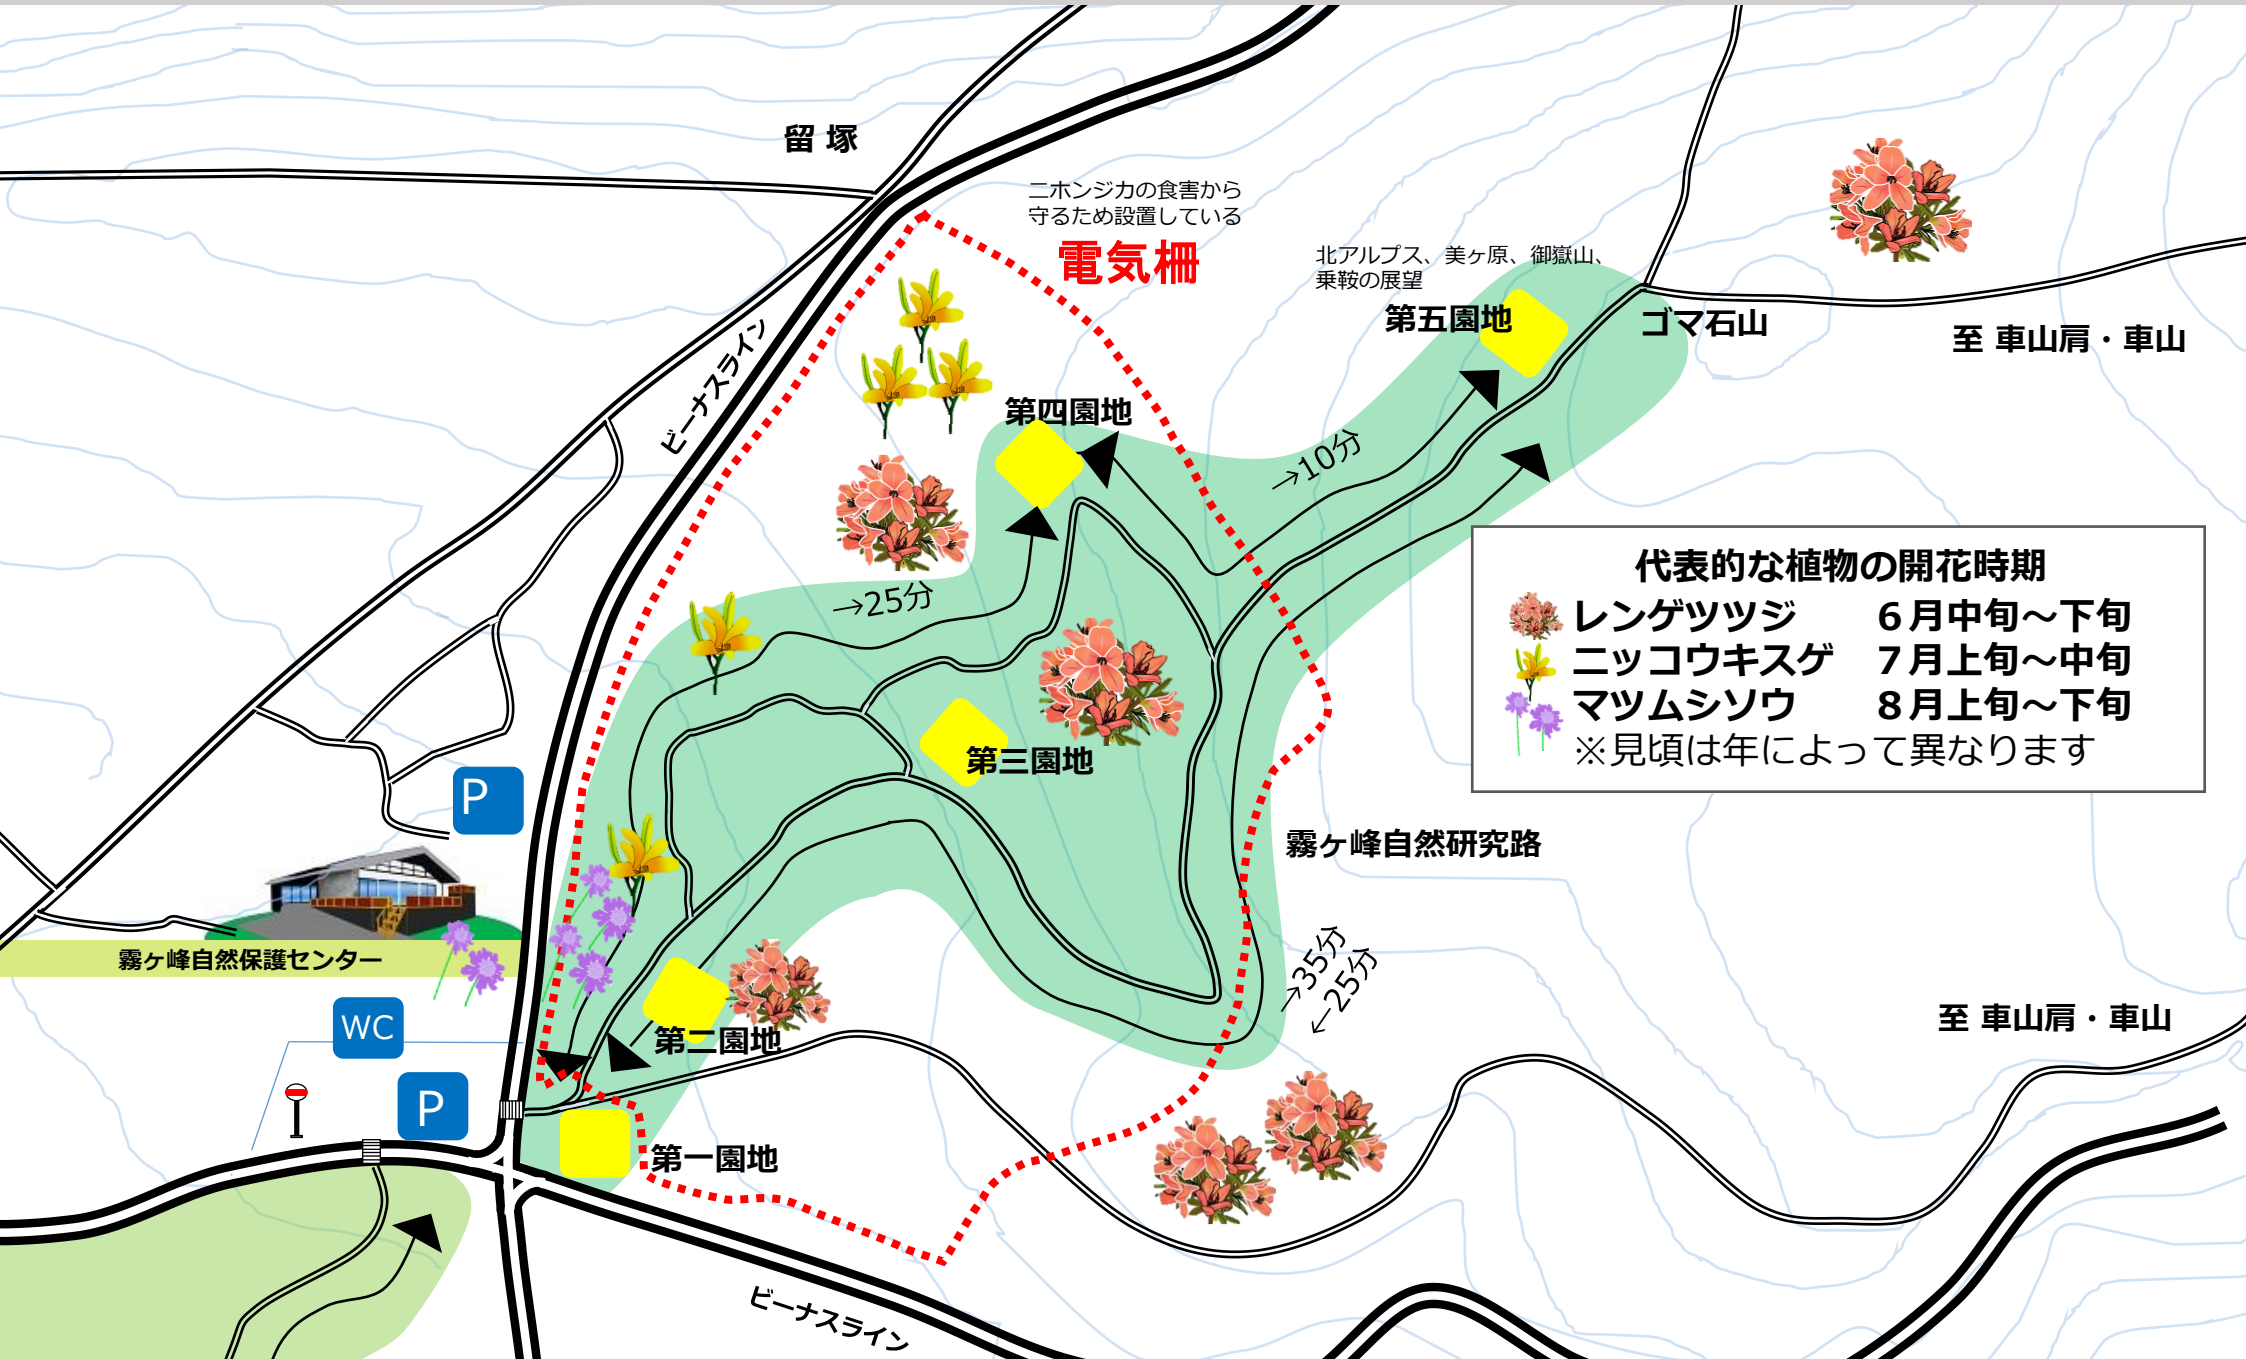 留 塚
ニホンジカの食害から
守るため設置している
電気柵
北アルプス、美ヶ原、御嶽山、
乗鞍の展望
第五園地
ゴマ石山
至 車山肩・車山
ビーナスライン
第四園地
→10分
→25分
代表的な植物の開花時期
レンゲツツジ 6月中旬～下旬
ニッコウキスゲ 7月上旬～中旬
マツムシソウ 8月上旬～下旬
※見頃は年によって異なります
第三園地
P
霧ヶ峰自然研究路
霧ヶ峰自然保護センター
→35分
←25分
WC
第二園地
至 車山肩・車山
P
第一園地
ビーナスライン